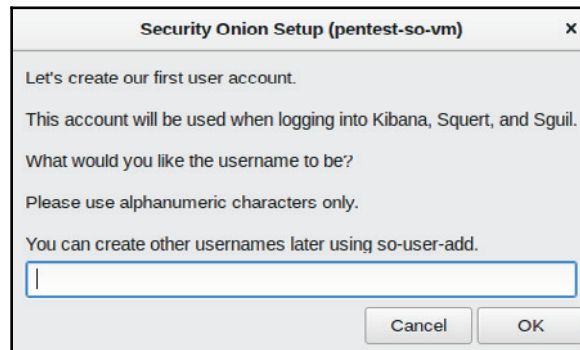 Security Onion Setup (pentest-so-vm) ×
Let's create our first user account.
This account will be used when logging into Kibana, Squert, and Sguil.
What would you like the username to be?
Please use alphanumeric characters only.
You can create other usernames later using so-user-add.
Cancel OK